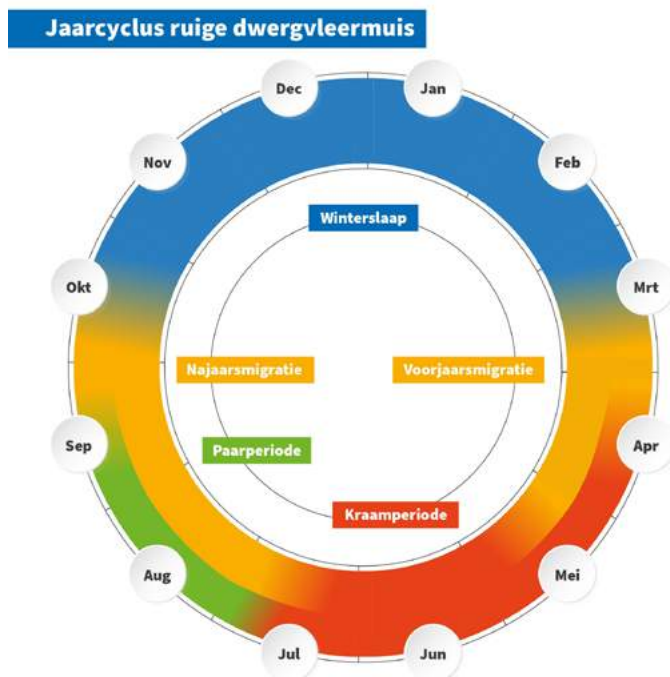 Jaarcyclus ruige dwergvleermuis
Dec
Jan
Nov
Feb
Winterslaap
Okt
Mrt
Najaarsmigratie
Voorjaarsmigratie
Sep
Apr
Paarperiode
Kraamperiode
Aug
Mei
Jul
Jun